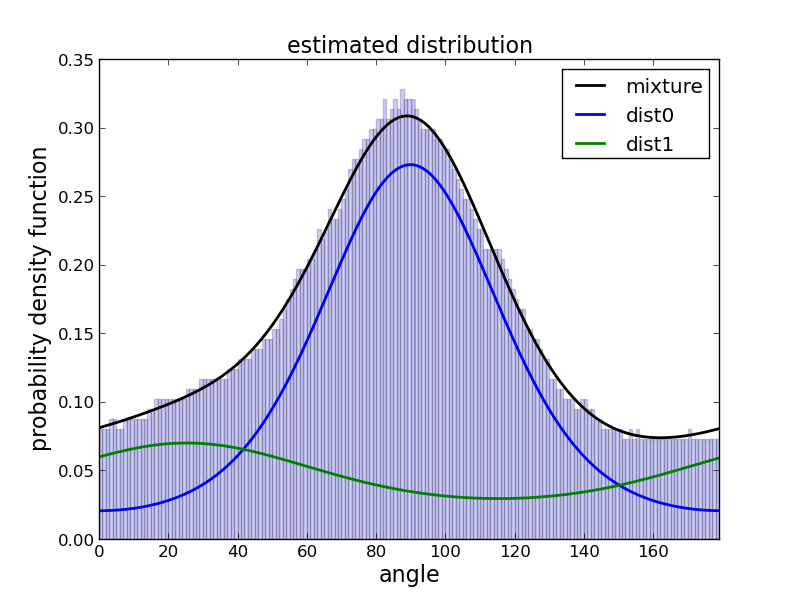 estimated distribution
0.35
0.30
0.25
0.20
0.15
0.10
0.05
0.00
probability density function
mixture
dist0
dist1
0 20 40 60 80 100 120 140 160
angle